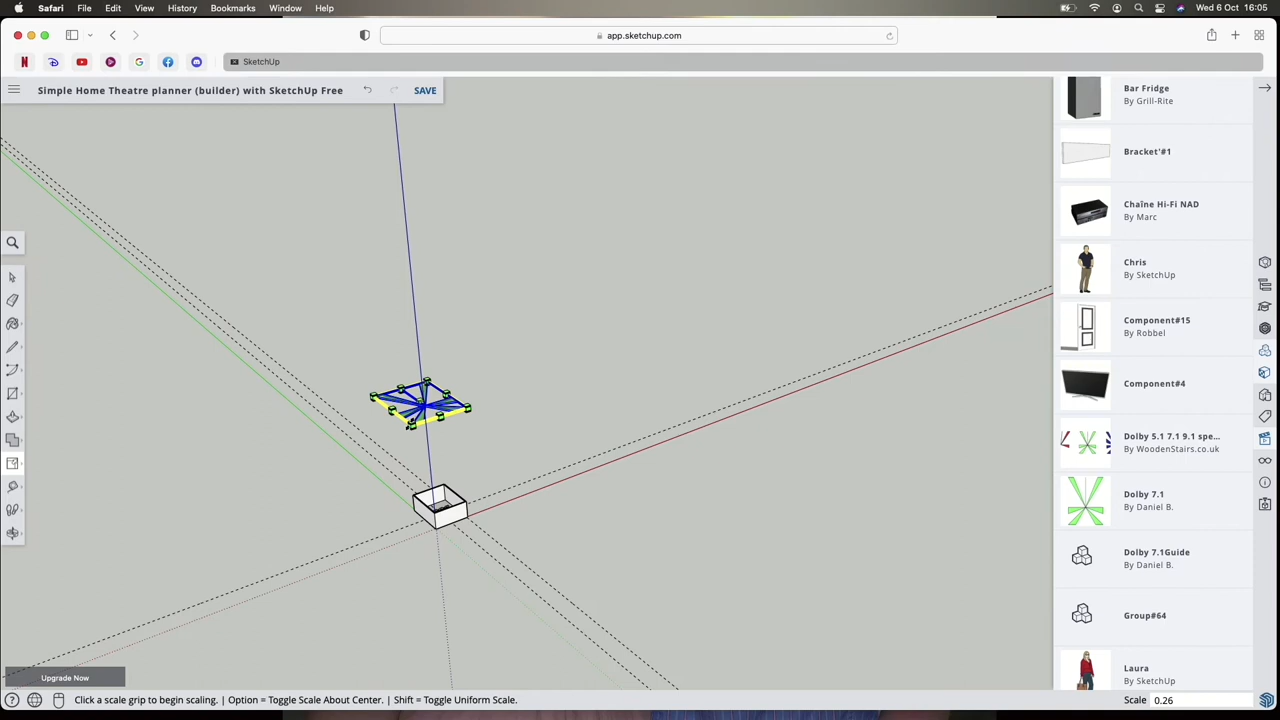 Safari File Edit View History Bookmarks Window Help Wed 6 Oct 16:05
app.sketchup.com
SketchUp
Simple Home Theatre planner (builder) with SketchUp Free SAVE
Bar Fridge
By Grill-Rite
Bracket'#1
Chaîne Hi-Fi NAD
By Marc
Chris
By SketchUp
Component#15
By Robbel
Component#4
Dolby 5.1 7.1 9.1 spe...
By WoodenStairs.co.uk
Dolby 7.1
By Daniel B.
Dolby 7.1Guide
By Daniel B.
Group#64
Laura
By SketchUp
Upgrade Now
Click a scale grip to begin scaling. | Option = Toggle Scale About Center. | Shift = Toggle Uniform Scale.
Scale 0.26